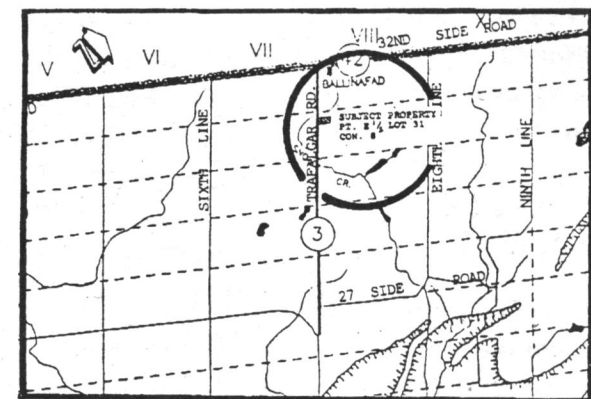 V VI VII VIII XI
32ND SIDE ROAD
BALLINAFAD
SUBJECT PROPERTY
PT. E ½ LOT 31
CON. 8
SIXTH LINE
TRAFALGAR RD.
EIGHTH LINE
NINTH LINE
CR.
3
27 SIDE ROAD